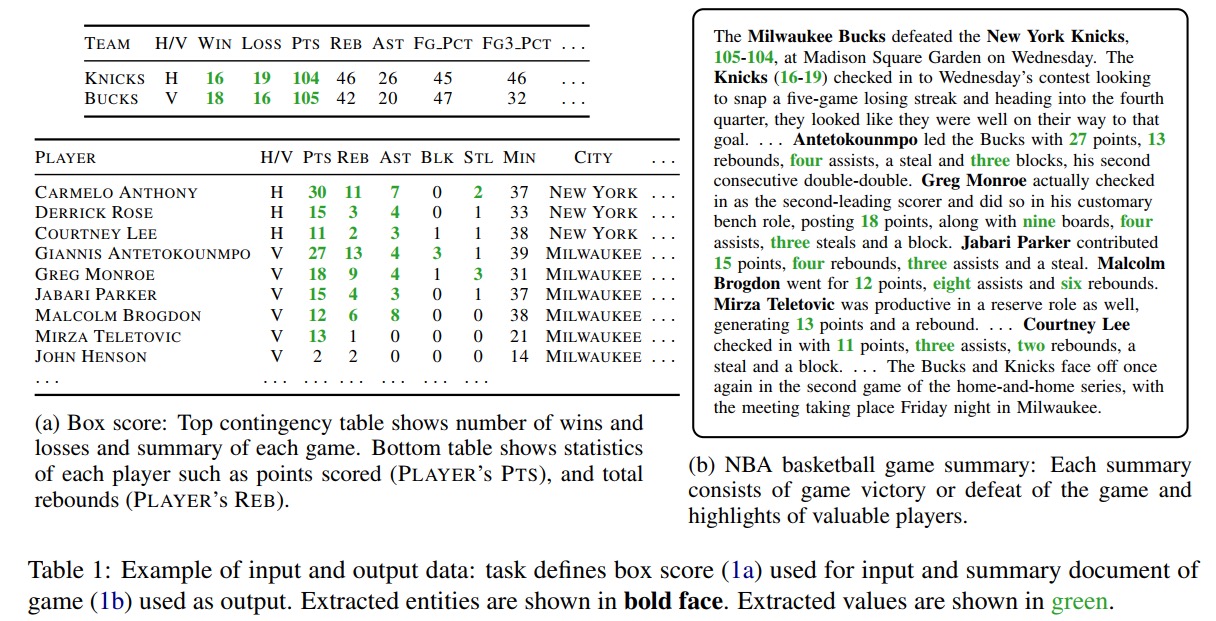 TEAM H/V WIN LOSS PTS REB AST FG_PCT FG3_PCT ...
KNICKS H 16 19 104 46 26 45 46 ...
BUCKS V 18 16 105 42 20 47 32 ...
PLAYER H/V PTS REB AST BLK STL MIN CITY ...
CARMELO ANTHONY H 30 11 7 0 2 37 NEW YORK ...
DERRICK ROSE H 15 3 4 0 1 33 NEW YORK ...
COURTNEY LEE H 11 2 3 1 1 38 NEW YORK ...
GIANNIS ANTETOKOUNMPO V 27 13 4 3 1 39 MILWAUKEE ...
GREG MONROE V 18 9 4 1 3 31 MILWAUKEE ...
JABARI PARKER V 15 4 3 0 1 37 MILWAUKEE ...
MALCOLM BROGDON V 12 6 8 0 0 38 MILWAUKEE ...
MIRZA TELETOVIC V 13 1 0 0 0 21 MILWAUKEE ...
JOHN HENSON V 2 2 0 0 0 14 MILWAUKEE ...
... ... ... ... ... ... ...
(a) Box score: Top contingency table shows number of wins and
losses and summary of each game. Bottom table shows statistics
of each player such as points scored (PLAYER'S PTS), and total
rebounds (PLAYER'S REB).
The Milwaukee Bucks defeated the New York Knicks,
105-104, at Madison Square Garden on Wednesday. The
Knicks (16-19) checked in to Wednesday's contest looking
to snap a five-game losing streak and heading into the fourth
quarter, they looked like they were well on their way to that
goal. ... Antetokounmpo led the Bucks with 27 points, 13
rebounds, four assists, a steal and three blocks, his second
consecutive double-double. Greg Monroe actually checked
in as the second-leading scorer and did so in his customary
bench role, posting 18 points, along with nine boards, four
assists, three steals and a block. Jabari Parker contributed
15 points, four rebounds, three assists and a steal. Malcolm
Brogdon went for 12 points, eight assists and six rebounds.
Mirza Teletovic was productive in a reserve role as well,
generating 13 points and a rebound. ... Courtney Lee
checked in with 11 points, three assists, two rebounds, a
steal and a block. ... The Bucks and Knicks face off once
again in the second game of the home-and-home series, with
the meeting taking place Friday night in Milwaukee.
(b) NBA basketball game summary: Each summary
consists of game victory or defeat of the game and
highlights of valuable players.
Table 1: Example of input and output data: task defines box score (1a) used for input and summary document of
game (1b) used as output. Extracted entities are shown in bold face. Extracted values are shown in green.